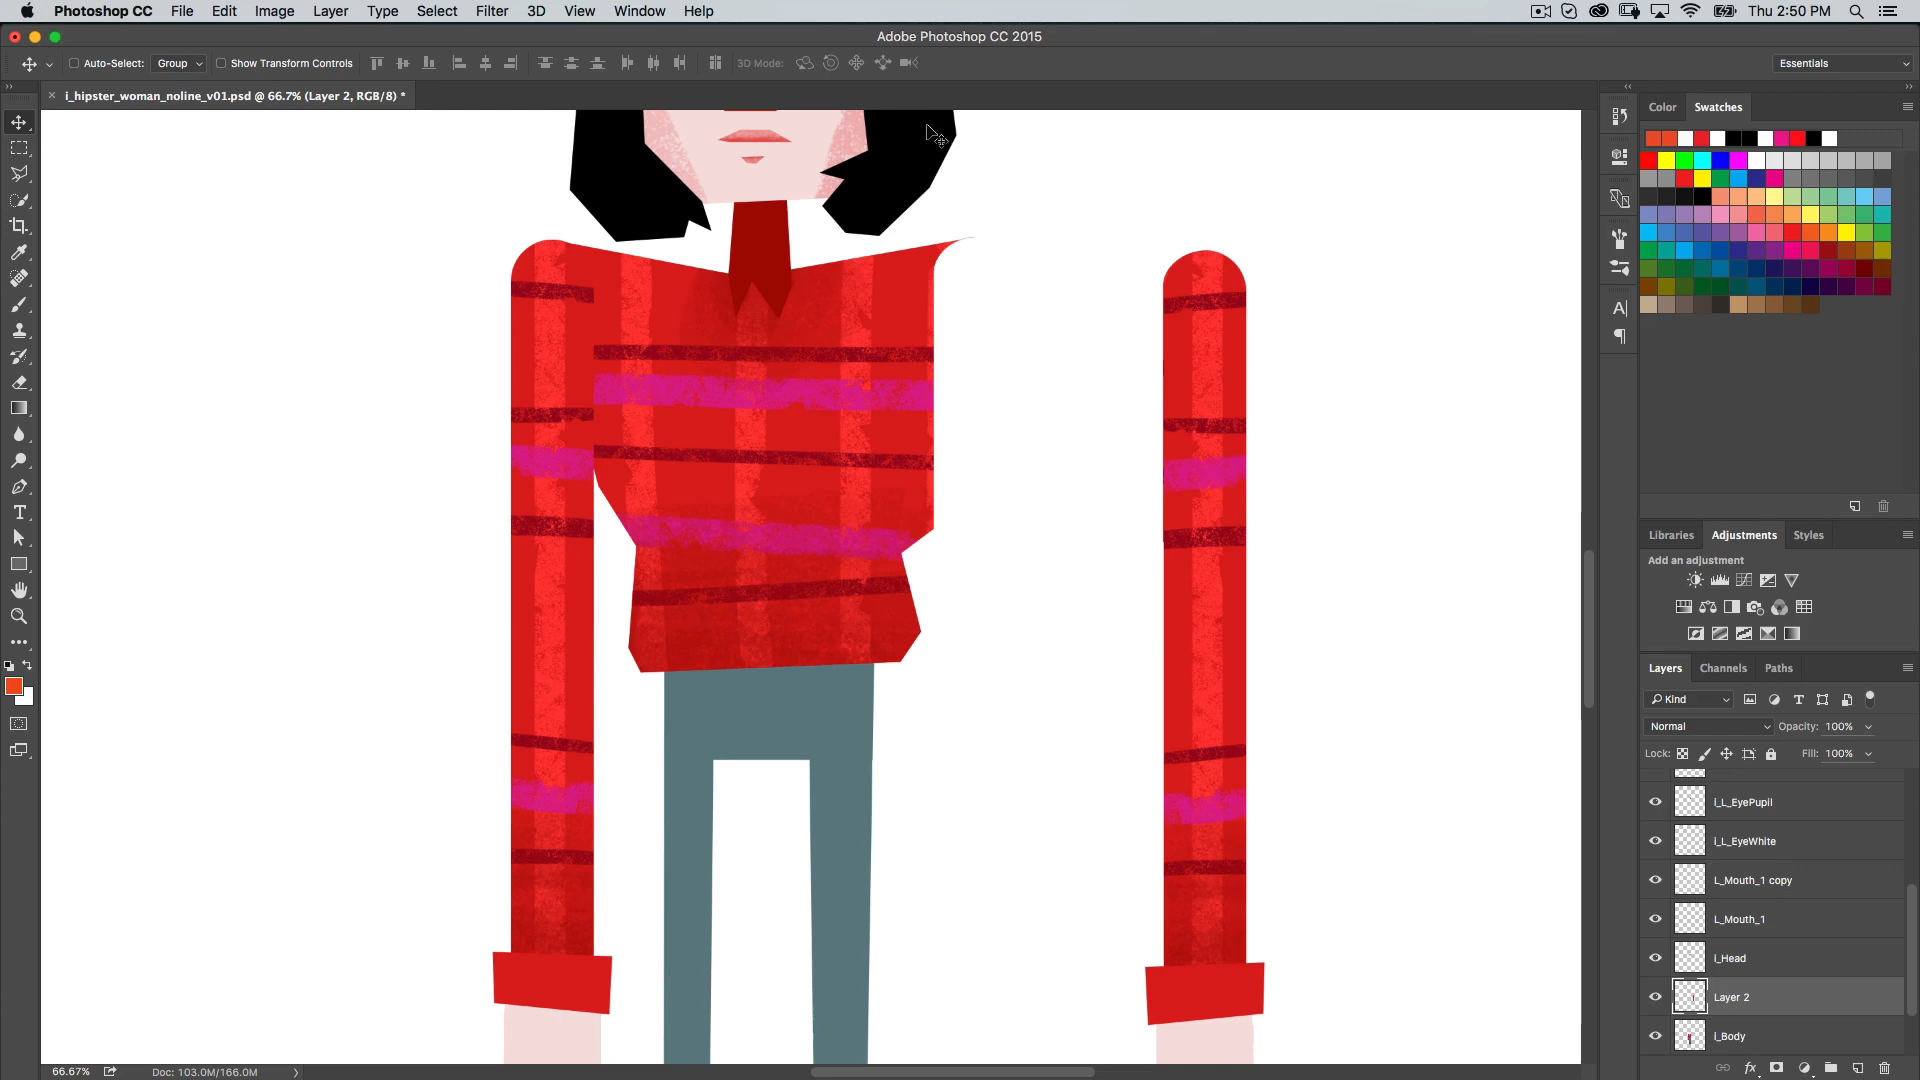 Photoshop CC File Edit Image Layer Type Select Filter 3D View Window Help Thu 2:50 PM
Adobe Photoshop CC 2015
Auto-Select: Group Show Transform Controls 3D Mode: Essentials
i_hipster_woman_noline_v01.psd @ 66.7% (Layer 2, RGB/8) *
Color Swatches
Libraries Adjustments Styles
Add an adjustment
Layers Channels Paths
Kind
Normal Opacity: 100%
Lock: Fill: 100%
i_L_EyePupil
i_L_EyeWhite
L_Mouth_1 copy
L_Mouth_1
i_Head
Layer 2
i_Body
66.67% Doc: 103.0M/166.0M